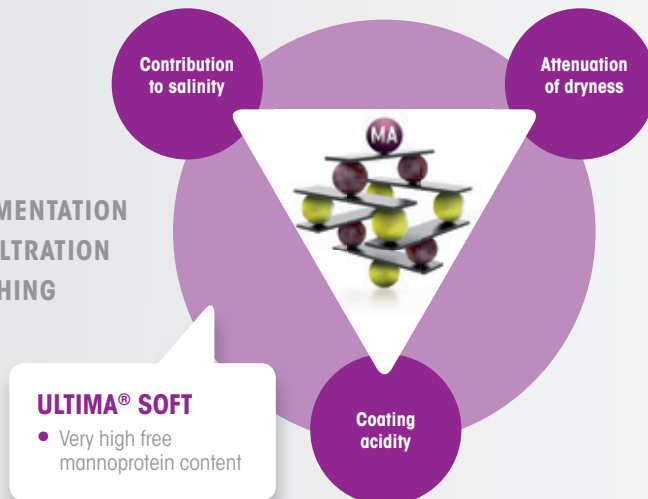 Contribution
to salinity
Attenuation
of dryness
MA
MENTATION
LTRATION
HING
ULTIMA® SOFT
• Very high free
mannoprotein content
Coating
acidity